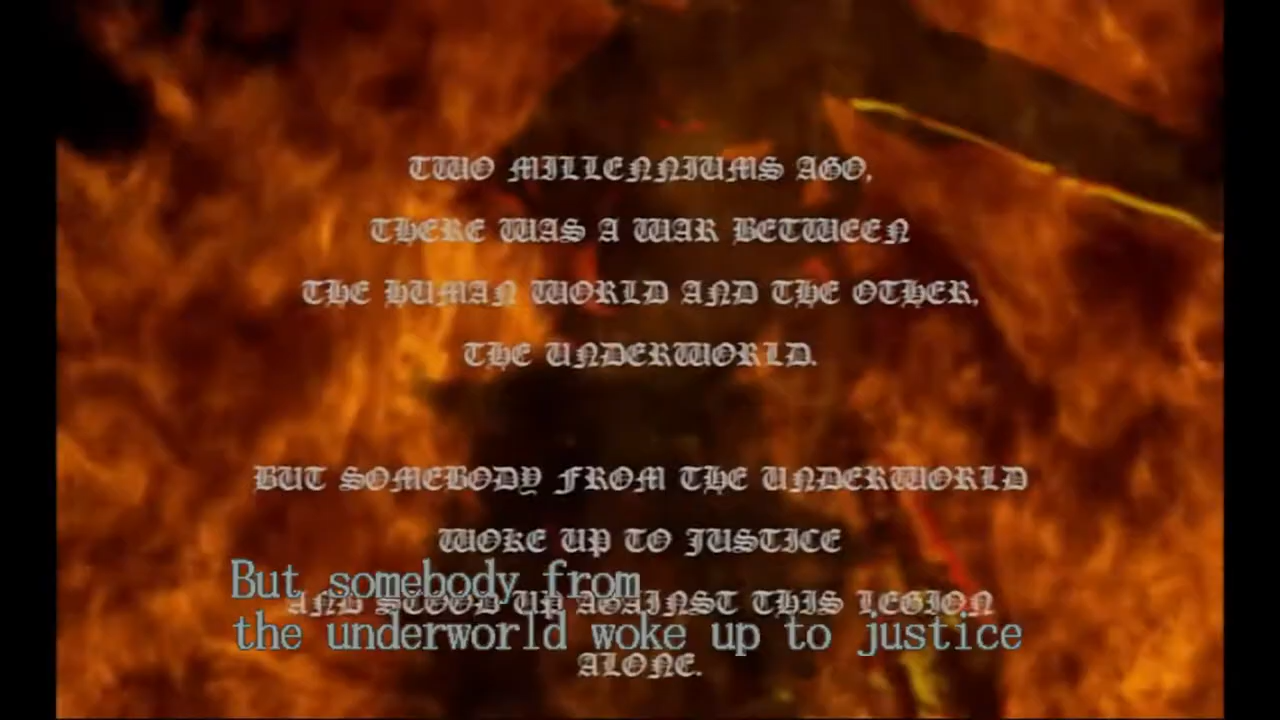 TWO MILLENNIUMS AGO,
THERE WAS A WAR BETWEEN
THE HUMAN WORLD AND THE OTHER,
THE UNDERWORLD.
BUT SOMEBODY FROM THE UNDERWORLD
WOKE UP TO JUSTICE
But somebody from
AND STOOD UP AGAINST THIS LEGION
the underworld woke up to justice
ALONE.